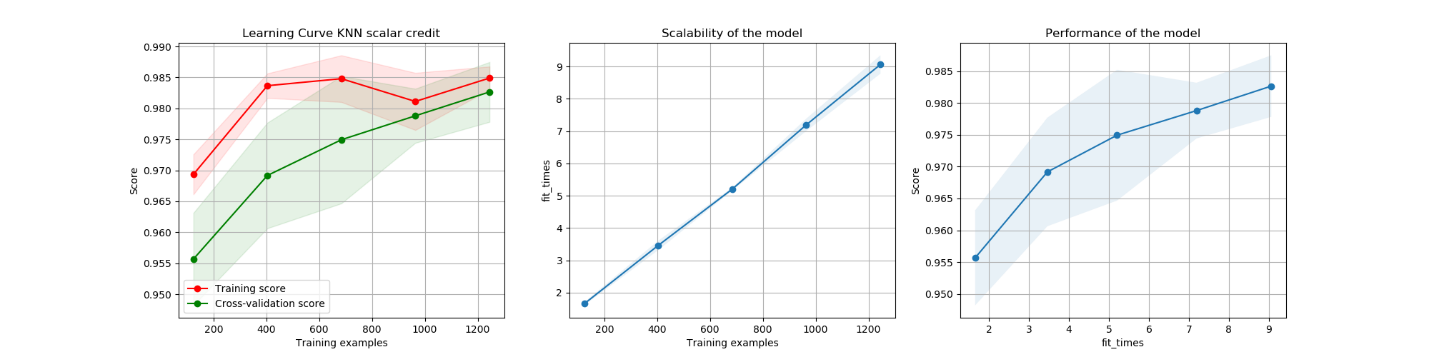 Learning Curve KNN scalar credit
0.990
0.985
0.980
0.975
0.970
0.965
0.960
0.955
0.950
Score
Training score
Cross-validation score
200 400 600 800 1000 1200
Training examples
Scalability of the model
9
8
7
6
5
4
3
2
fit_times
200 400 600 800 1000 1200
Training examples
Performance of the model
0.985
0.980
0.975
0.970
0.965
0.960
0.955
0.950
Score
2 3 4 5 6 7 8 9
fit_times